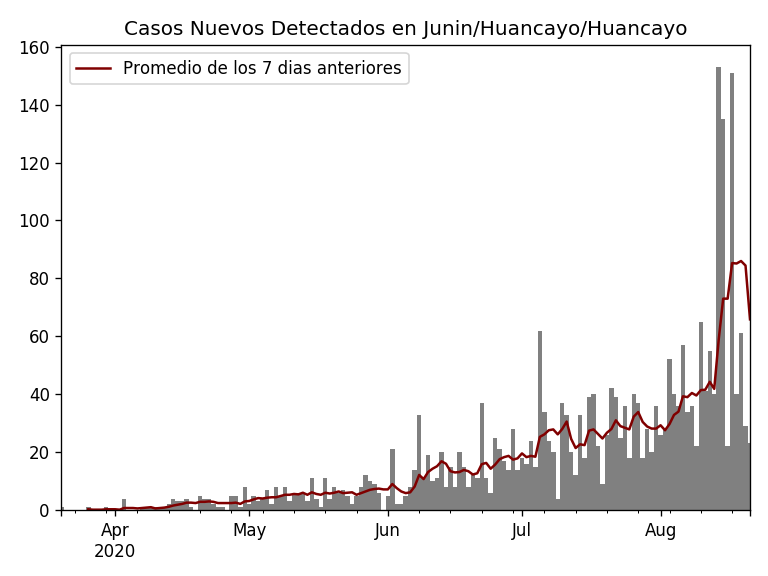 Casos Nuevos Detectados en Junin/Huancayo/Huancayo
Promedio de los 7 dias anteriores
160
140
120
100
80
60
40
20
0
Apr
2020
May
Jun
Jul
Aug